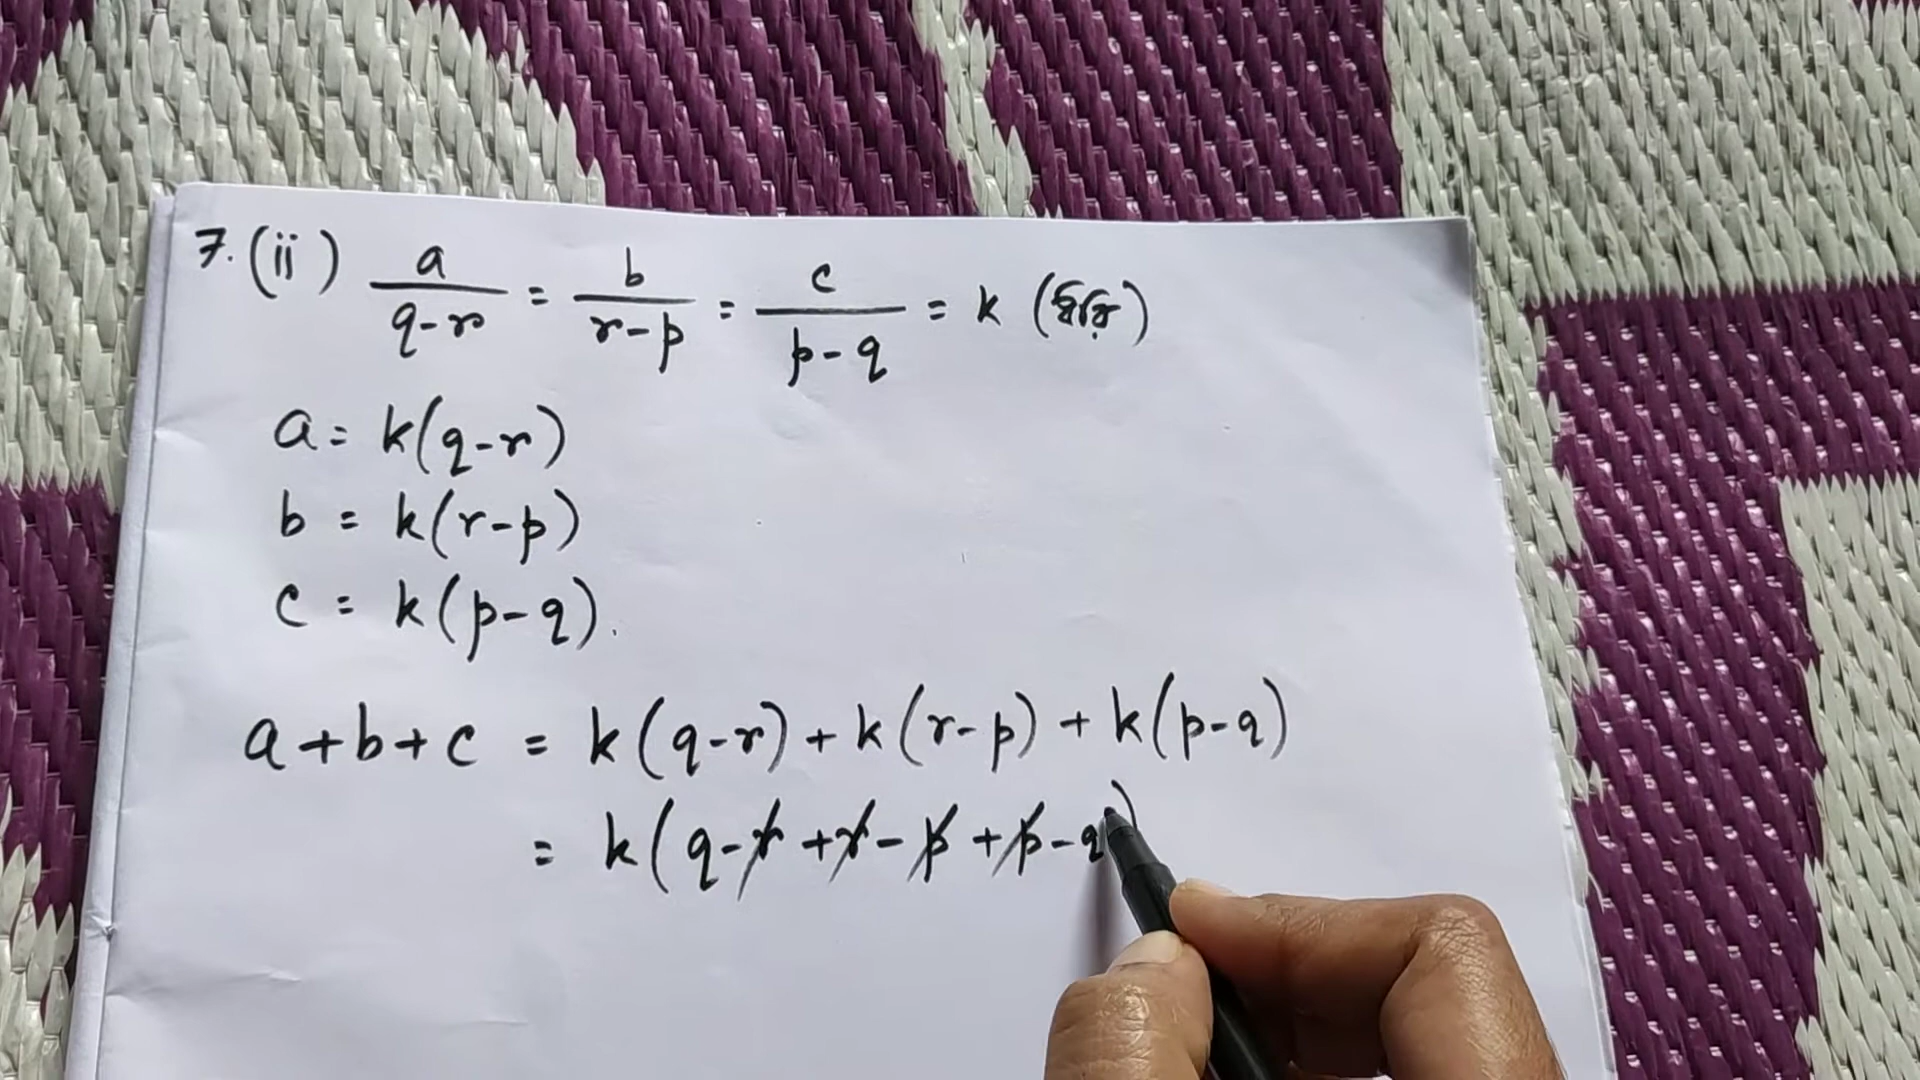 7. (ii) a/(q-r) = b/(r-p) = c/(p-q) = k (ধরি)
a = k(q-r)
b = k(r-p)
c = k(p-q).
a+b+c = k(q-r)+k(r-p)+k(p-q)
= k(q-r+r-p+p-q)